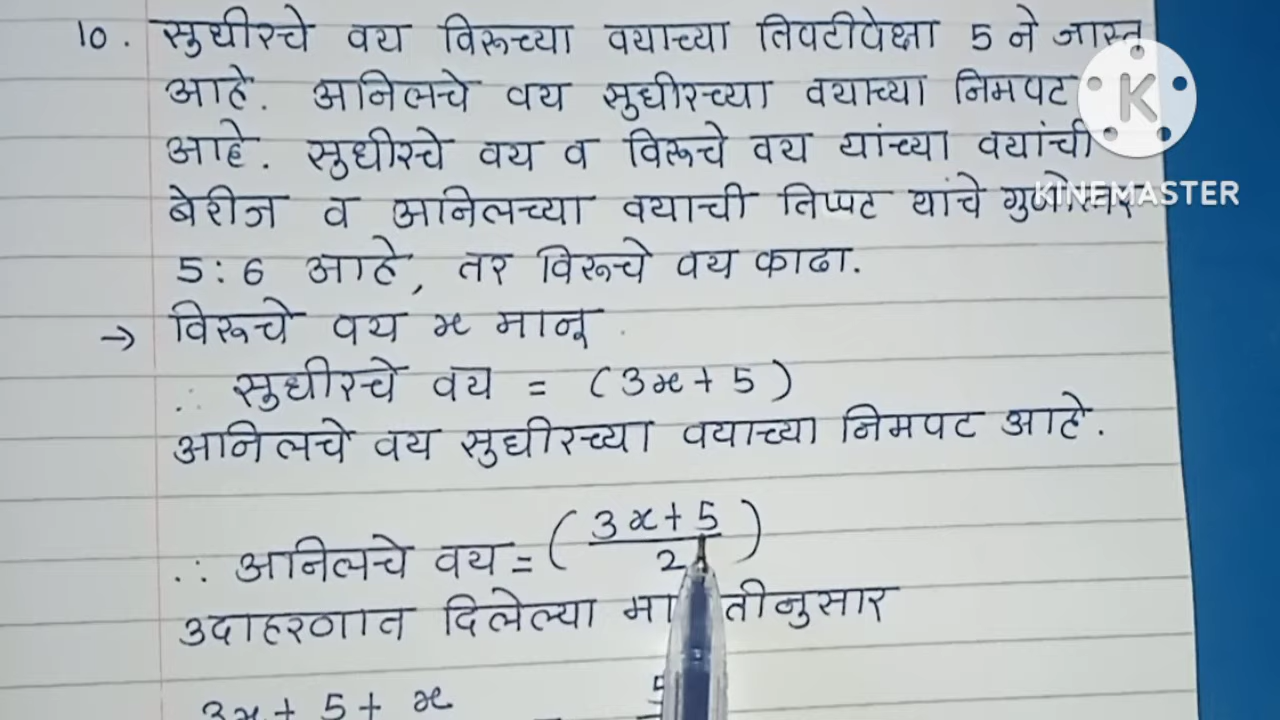 10. सुधीरचे वय विरूच्या वयाच्या तिपटीपेक्षा 5 ने जास्त
आहे. अनिलचे वय सुधीरच्या वयाच्या निमपट
आहे. सुधीरचे वय व विरूचे वय यांच्या वयांची
बेरीज व अनिलच्या वयाची तिप्पट यांचे गुणोत्तर
5 : 6 आहे, तर विरूचे वय काढा.
→ विरूचे वय x मानू.
∴ सुधीरचे वय = (3x + 5)
अनिलचे वय सुधीरच्या वयाच्या निमपट आहे.
∴ अनिलचे वय = (3x + 5 / 2)
उदाहरणात दिलेल्या
3x + 5 + x
K
KINEMASTER